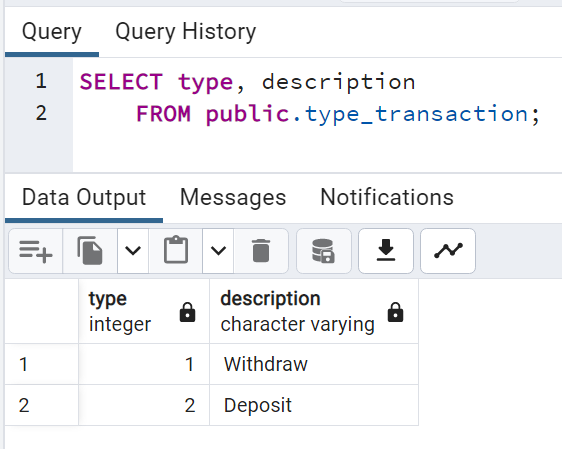 Query Query History
1 SELECT type, description
2 FROM public.type_transaction;
Data Output Messages Notifications
type description
integer character varying
1 1 Withdraw
2 2 Deposit